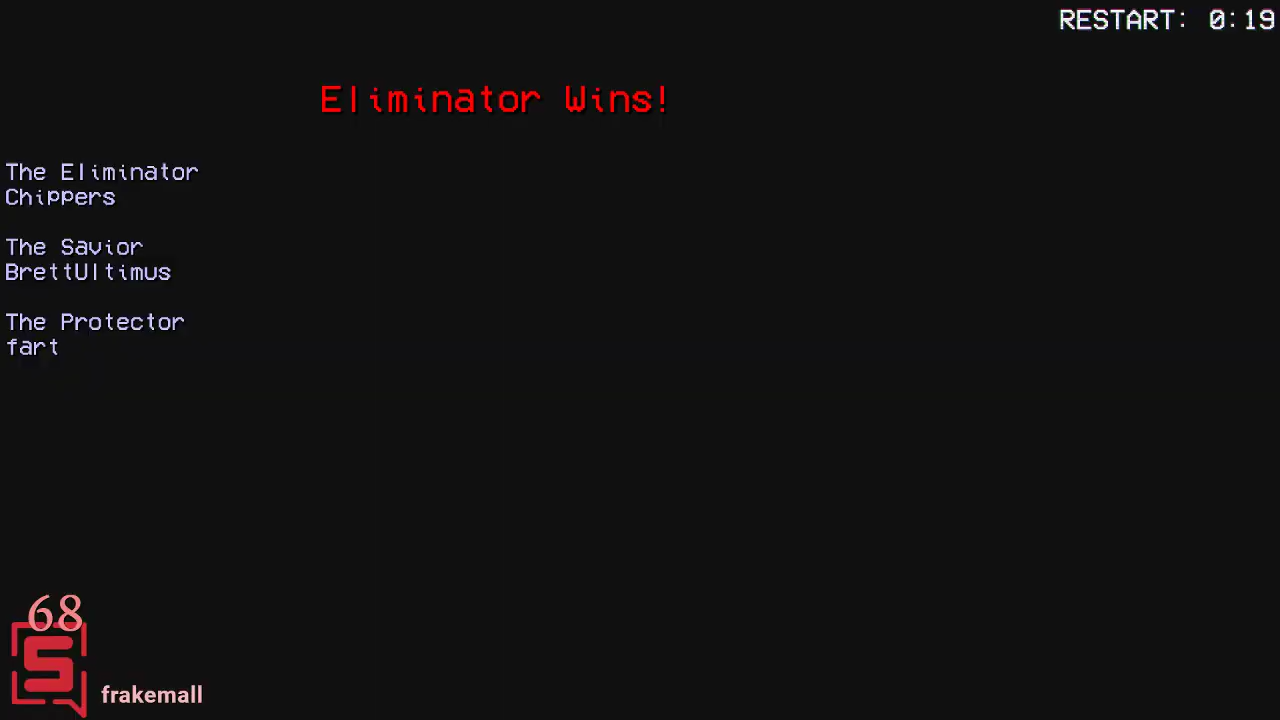 RESTART: 0:19
Eliminator Wins!
The Eliminator
Chippers
The Savior
BrettUltimus
The Protector
fart
68
S
frakemall